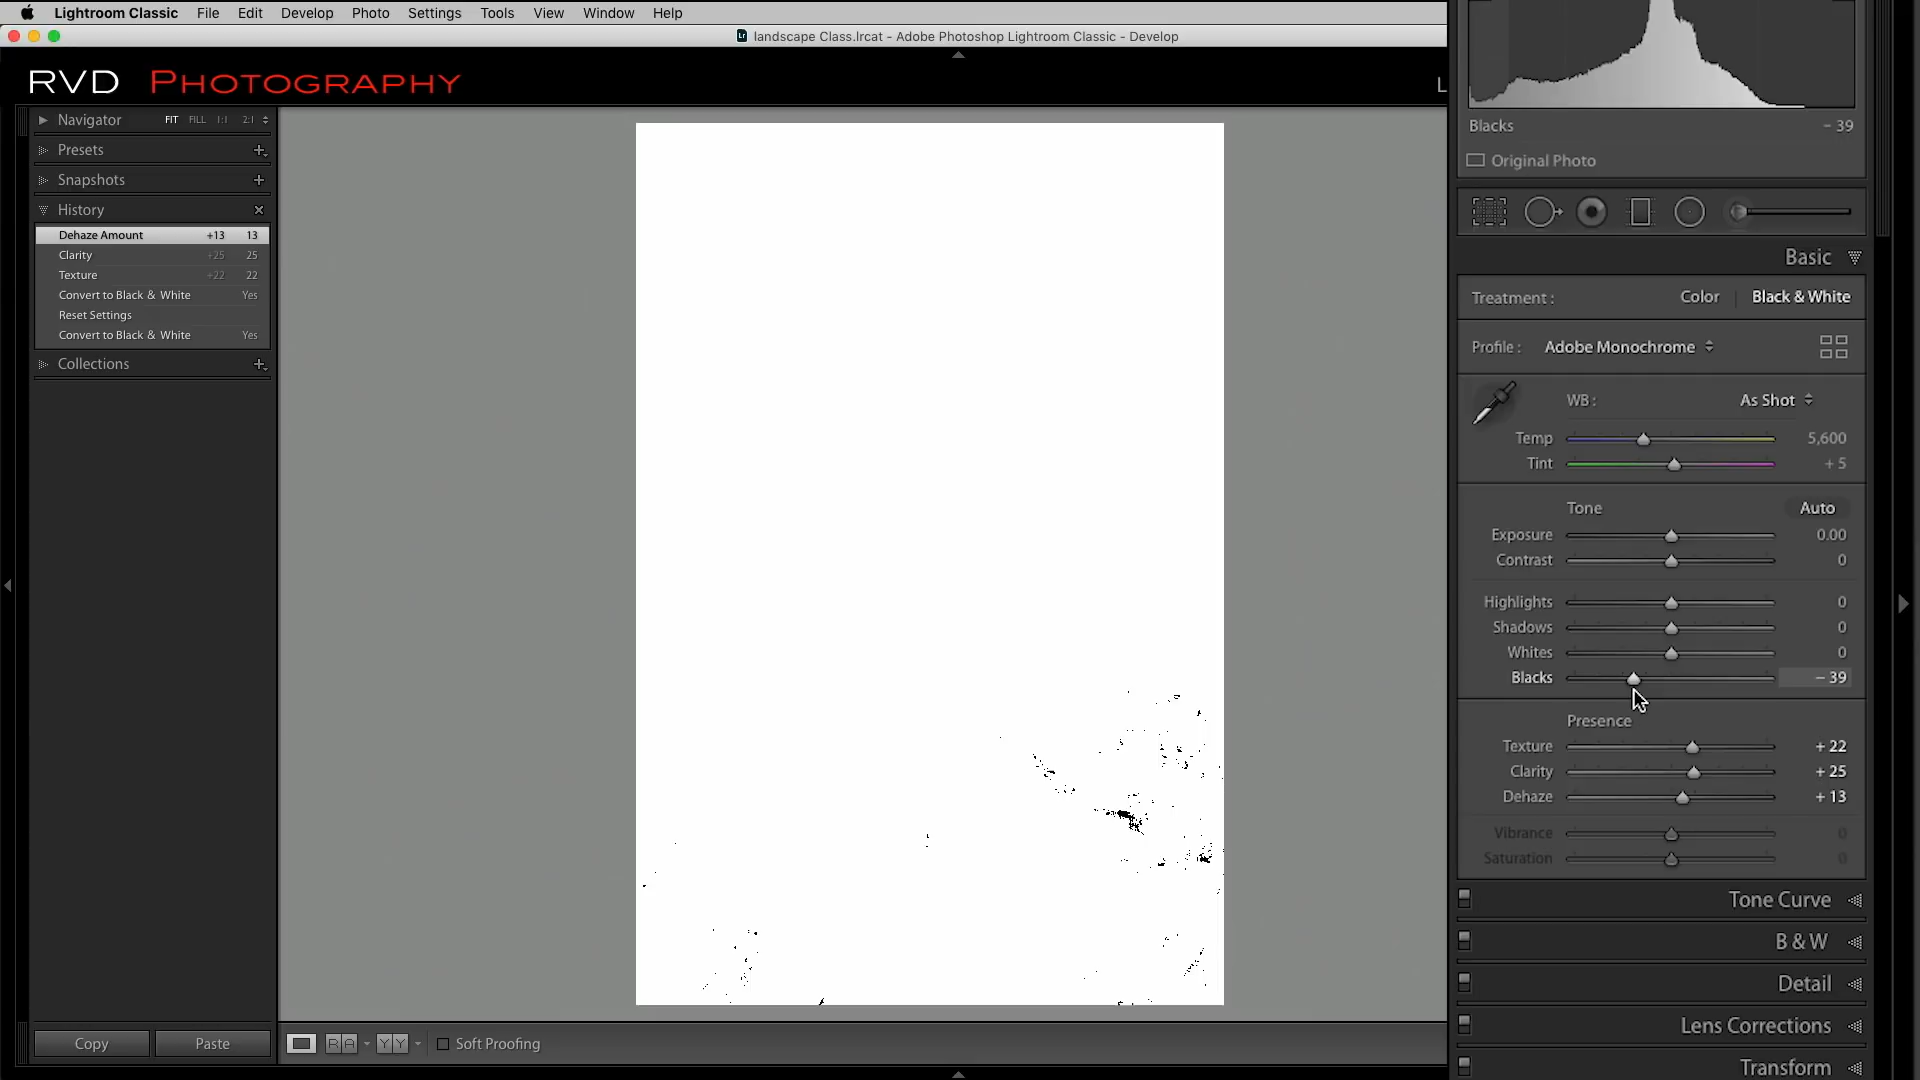 Lightroom Classic File Edit Develop Photo Settings Tools View Window Help
landscape Class.lrcat - Adobe Photoshop Lightroom Classic - Develop
RVD PHOTOGRAPHY
L
Navigator FIT FILL 1:1 2:1
Presets
Snapshots
History
Dehaze Amount +13 13
Clarity +25 25
Texture +22 22
Convert to Black & White Yes
Reset Settings
Convert to Black & White Yes
Collections
Copy Paste
R A Y Y Soft Proofing
Blacks - 39
Original Photo
Basic
Treatment : Color Black & White
Profile : Adobe Monochrome
WB : As Shot
Temp 5,600
Tint + 5
Tone Auto
Exposure 0.00
Contrast 0
Highlights 0
Shadows 0
Whites 0
Blacks - 39
Presence
Texture + 22
Clarity + 25
Dehaze + 13
Vibrance 0
Saturation 0
Tone Curve
B & W
Detail
Lens Corrections
Transform